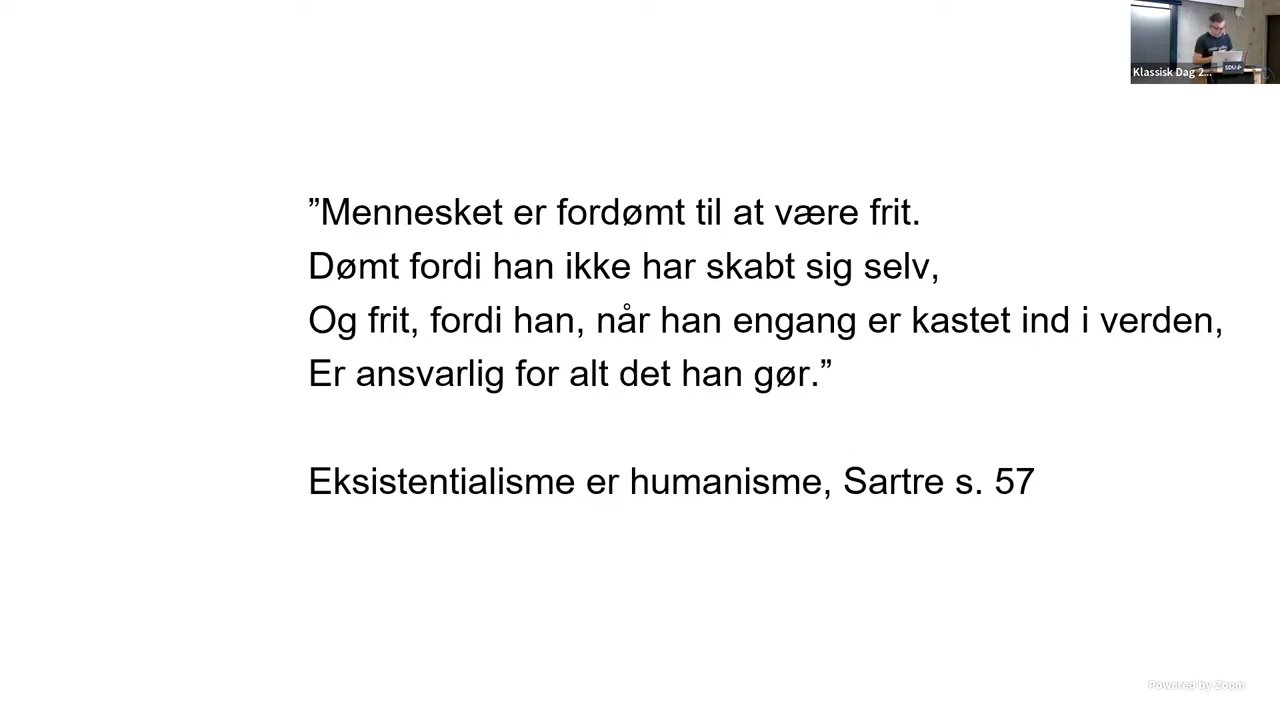 Klassisk Dag 2...
SDU
”Mennesket er fordømt til at være frit.
Dømt fordi han ikke har skabt sig selv,
Og frit, fordi han, når han engang er kastet ind i verden,
Er ansvarlig for alt det han gør.”
Eksistentialisme er humanisme, Sartre s. 57
Powered by Zoom